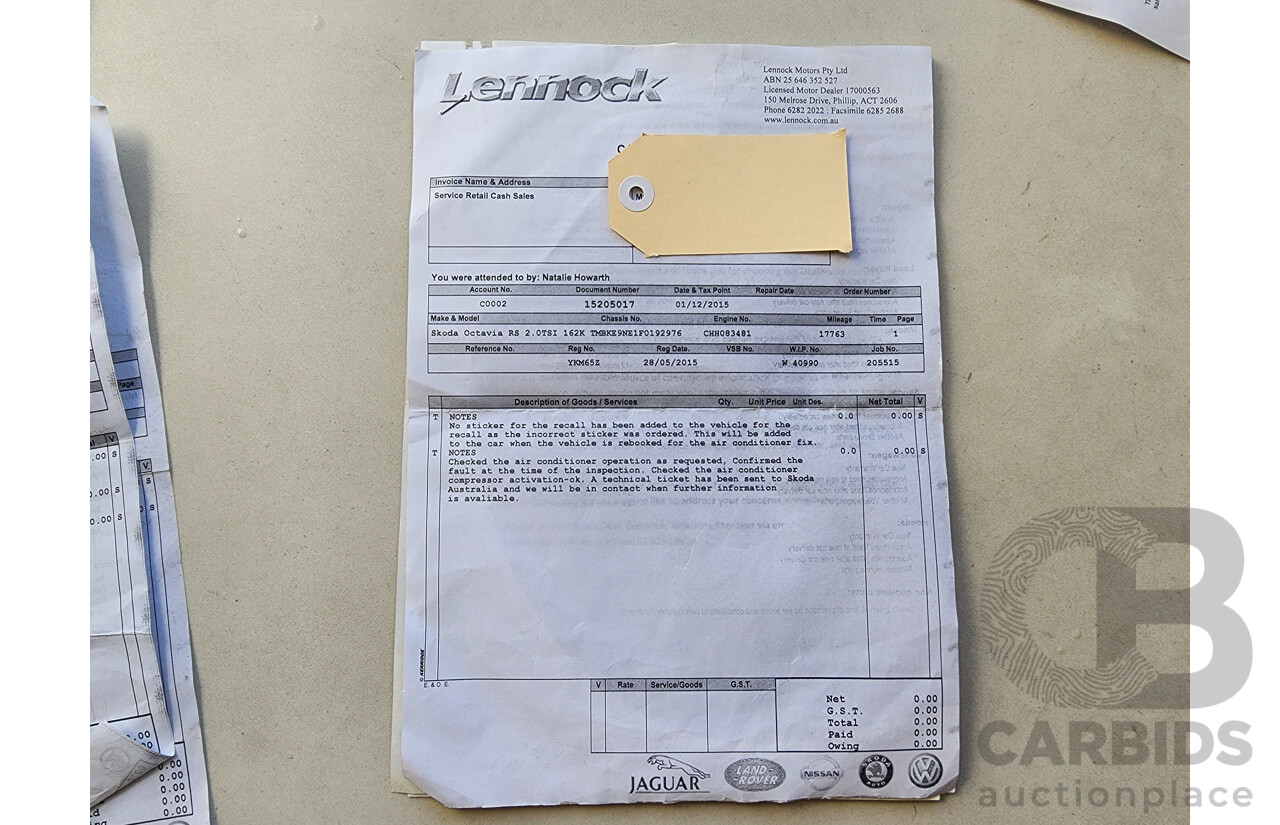 Lennock
Lennock Motors Pty Ltd
ABN 25 646 352 527
Licensed Motor Dealer 17000563
150 Melrose Drive, Phillip, ACT 2606
Phone 6282 2022 : Facsimile 6285 2688
www.lennock.com.au
Invoice Name & Address
Service Retail Cash Sales
You were attended to by: Natalie Howarth
Account No. Document Number Date & Tax Point Repair Date Order Number
C0002 15205017 01/12/2015
Make & Model Chassis No. Engine No. Mileage Time Page
Skoda Octavia RS 2.0TSI 162K TMBKE9NE1F0192976 CHH083481 17763 1
Reference No. Reg No. Reg Date. VSB No. W.I.P. No. Job No.
YKM65Z 28/05/2015 W 40990 205515
Description of Goods / Services Qty. Unit Price Unit Des. Net Total V
T NOTES 0.0 0.00 S
No sticker for the recall has been added to the vehicle for the
recall as the incorrect sticker was ordered. This will be added
to the car when the vehicle is rebooked for the air conditioner fix.
T NOTES 0.0 0.00 S
Checked the air conditioner operation as requested, Confirmed the
fault at the time of the inspection. Checked the air conditioner
compressor activation-ok. A technical ticket has been sent to Skoda
Australia and we will be in contact when further information
is avaliable.
E. & O. E.
V Rate Service/Goods G.S.T.
Net 0.00
G.S.T. 0.00
Total 0.00
Paid 0.00
Owing 0.00
JAGUAR LAND-ROVER NISSAN SKODA AUTO
CARBIDS
auctionplace